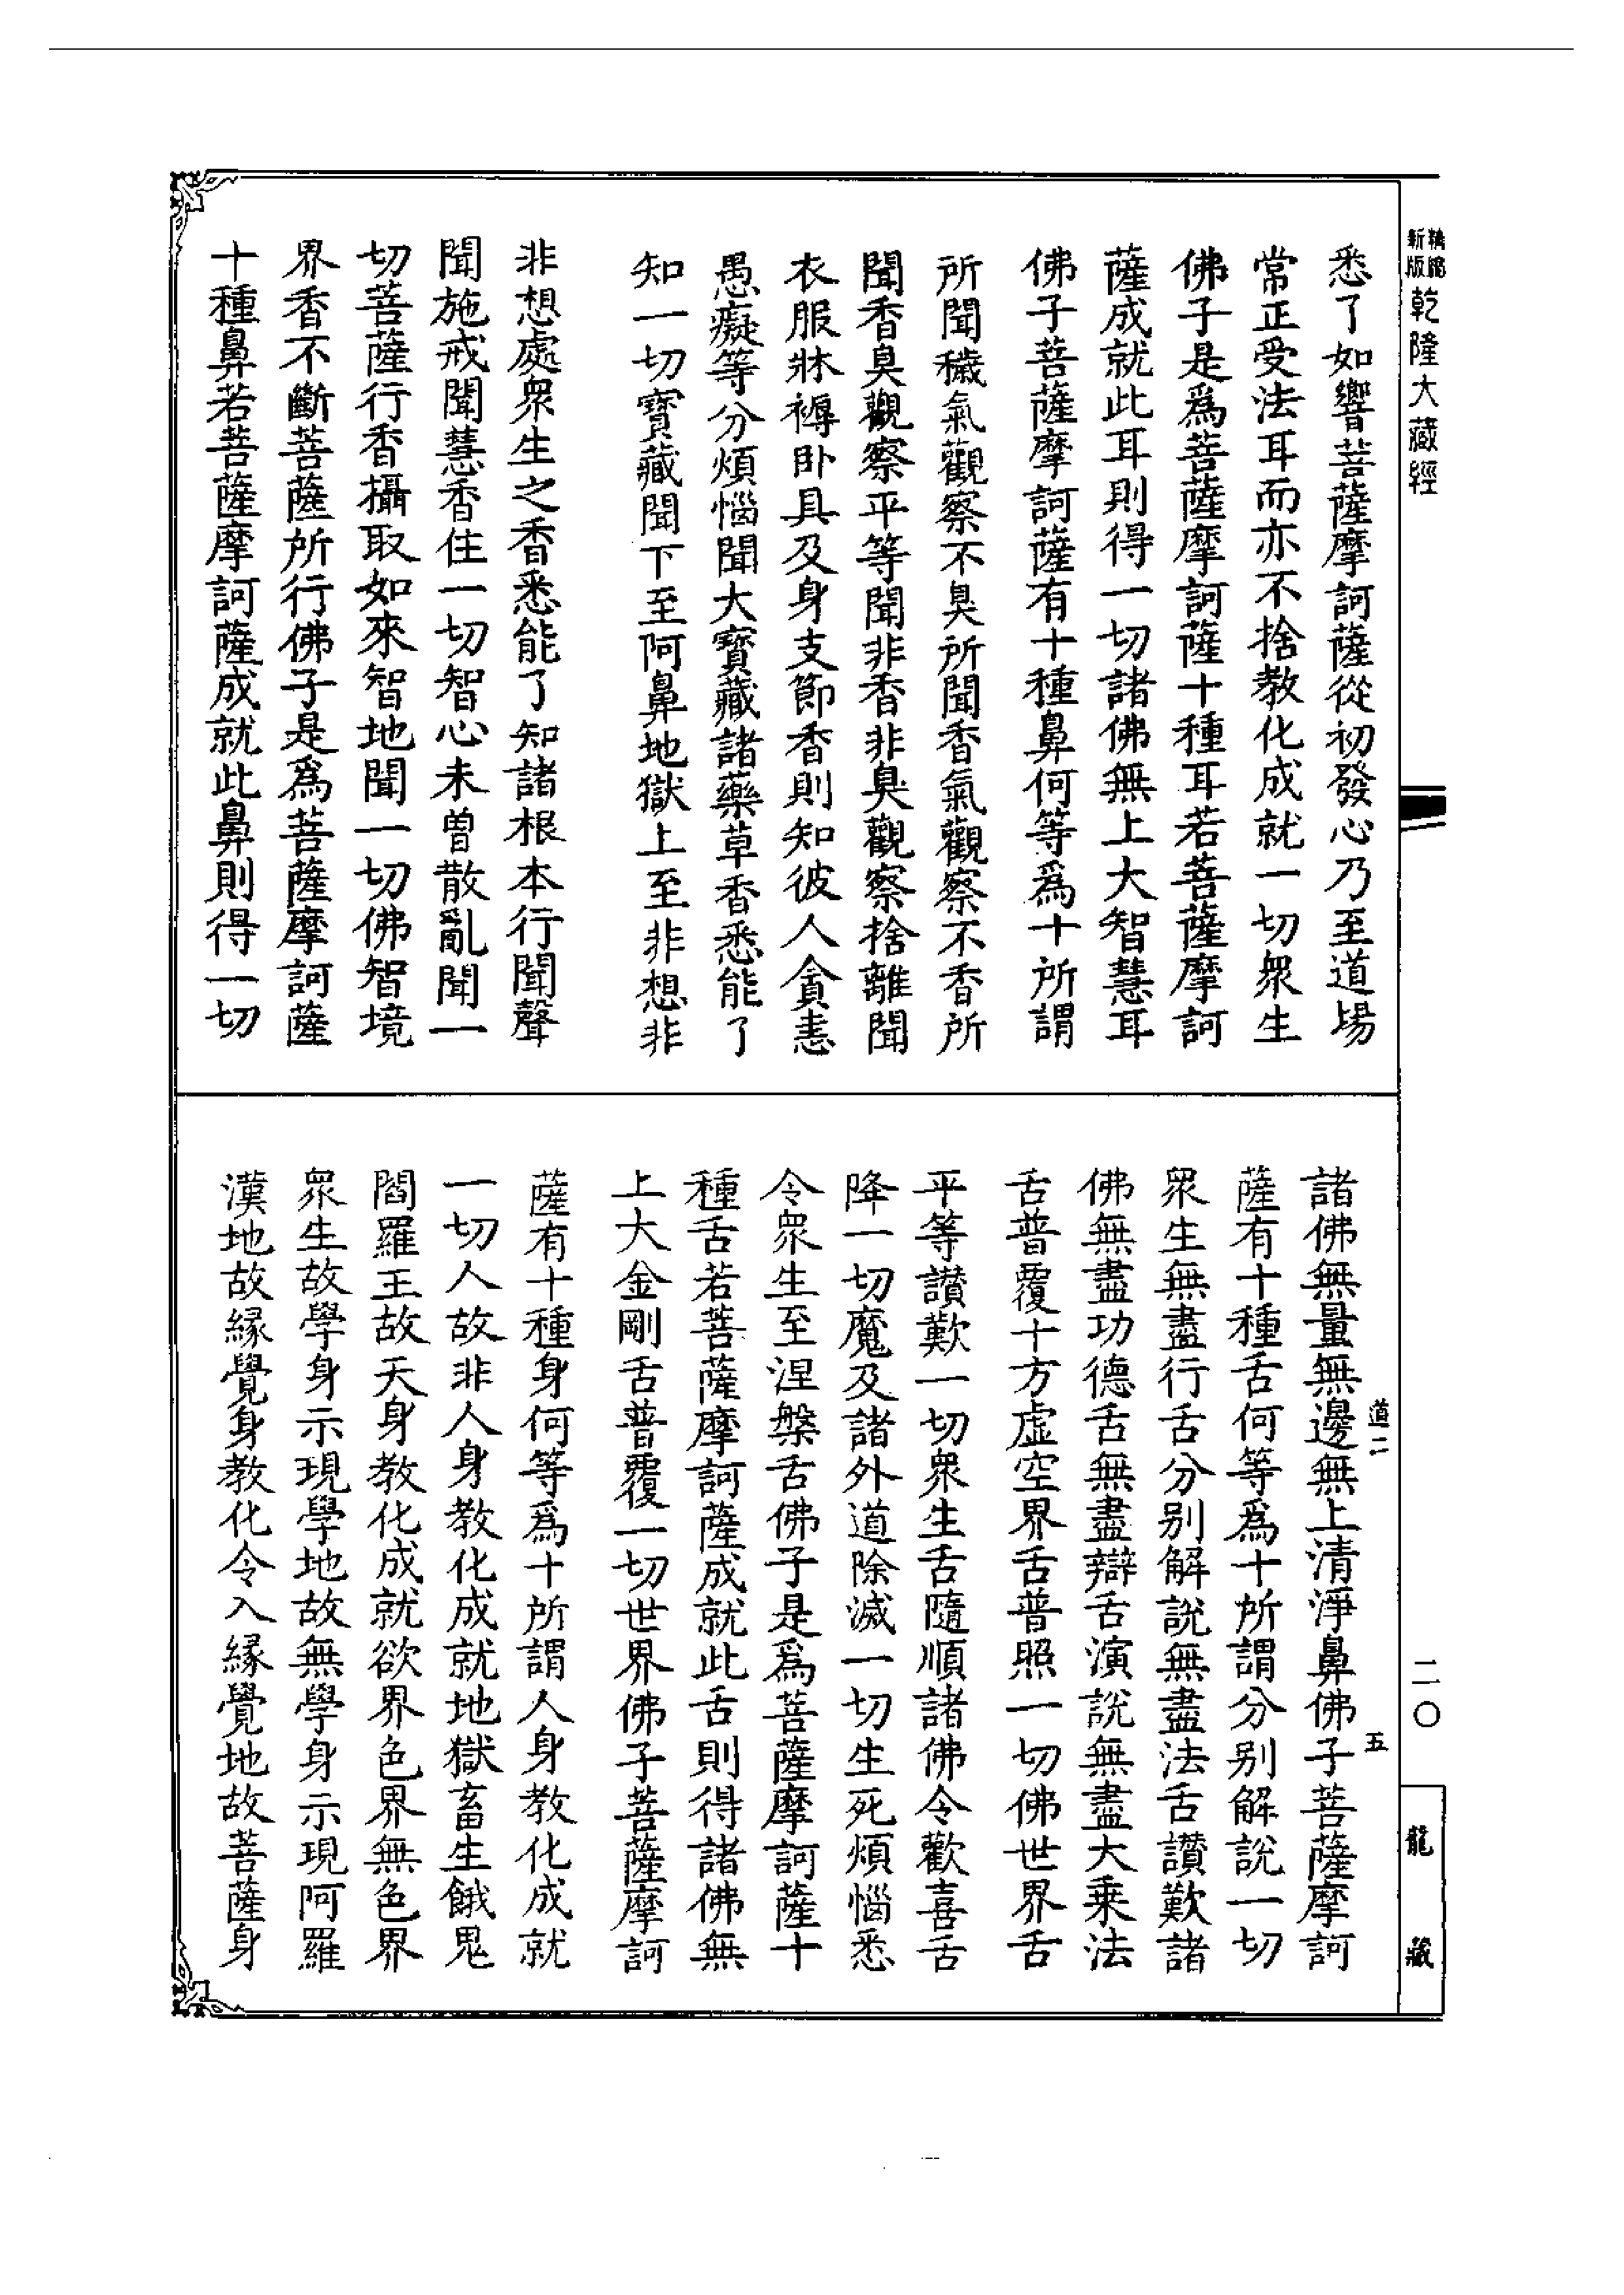 新版
精縮
乾隆大藏經
悉了如響菩薩摩訶薩從初發心乃至道場
常正受法耳而亦不捨教化成就一切眾生
佛子是爲菩薩摩訶薩十種耳若菩薩摩訶
薩成就此耳則得一切諸佛無上大智慧耳
佛子菩薩摩訶薩有十種鼻何等爲十所謂
所聞穢氣觀察不臭所聞香氣觀察不香所
聞香臭觀察平等聞非香非臭觀察捨離聞
衣服牀褥卧具及身支節香則知彼人貪恚
愚癡等分煩惱聞大寶藏諸藥草香悉能了
知一切寶藏聞下至阿鼻地獄上至非想非
非想處眾生之香悉能了知諸根本行聞聲
聞施戒聞慧香住一切智心未曾散亂聞一
切菩薩行香攝取如來智地聞一切佛智境
界香不斷菩薩所行佛子是爲菩薩摩訶薩
十種鼻若菩薩摩訶薩成就此鼻則得一切
道二
五
二〇
龍藏
諸佛無量無邊無上清淨鼻佛子菩薩摩訶
薩有十種舌何等爲十所謂分別解說一切
眾生無盡行舌分別解說無盡法舌讚歎諸
佛無盡功德舌無盡辯舌演說無盡大乘法
舌普覆十方虛空界舌普照一切佛世界舌
平等讚歎一切眾生舌隨順諸佛令歡喜舌
降一切魔及諸外道除滅一切生死煩惱悉
令眾生至涅槃舌佛子是爲菩薩摩訶薩十
種舌若菩薩摩訶薩成就此舌則得諸佛無
上大金剛舌普覆一切世界佛子菩薩摩訶
薩有十種身何等爲十所謂人身教化成就
一切人故非人身教化成就地獄畜生餓鬼
閻羅王故天身教化成就欲界色界無色界
眾生故學身示現學地故無學身示現阿羅
漢地故緣覺身教化令入緣覺地故菩薩身